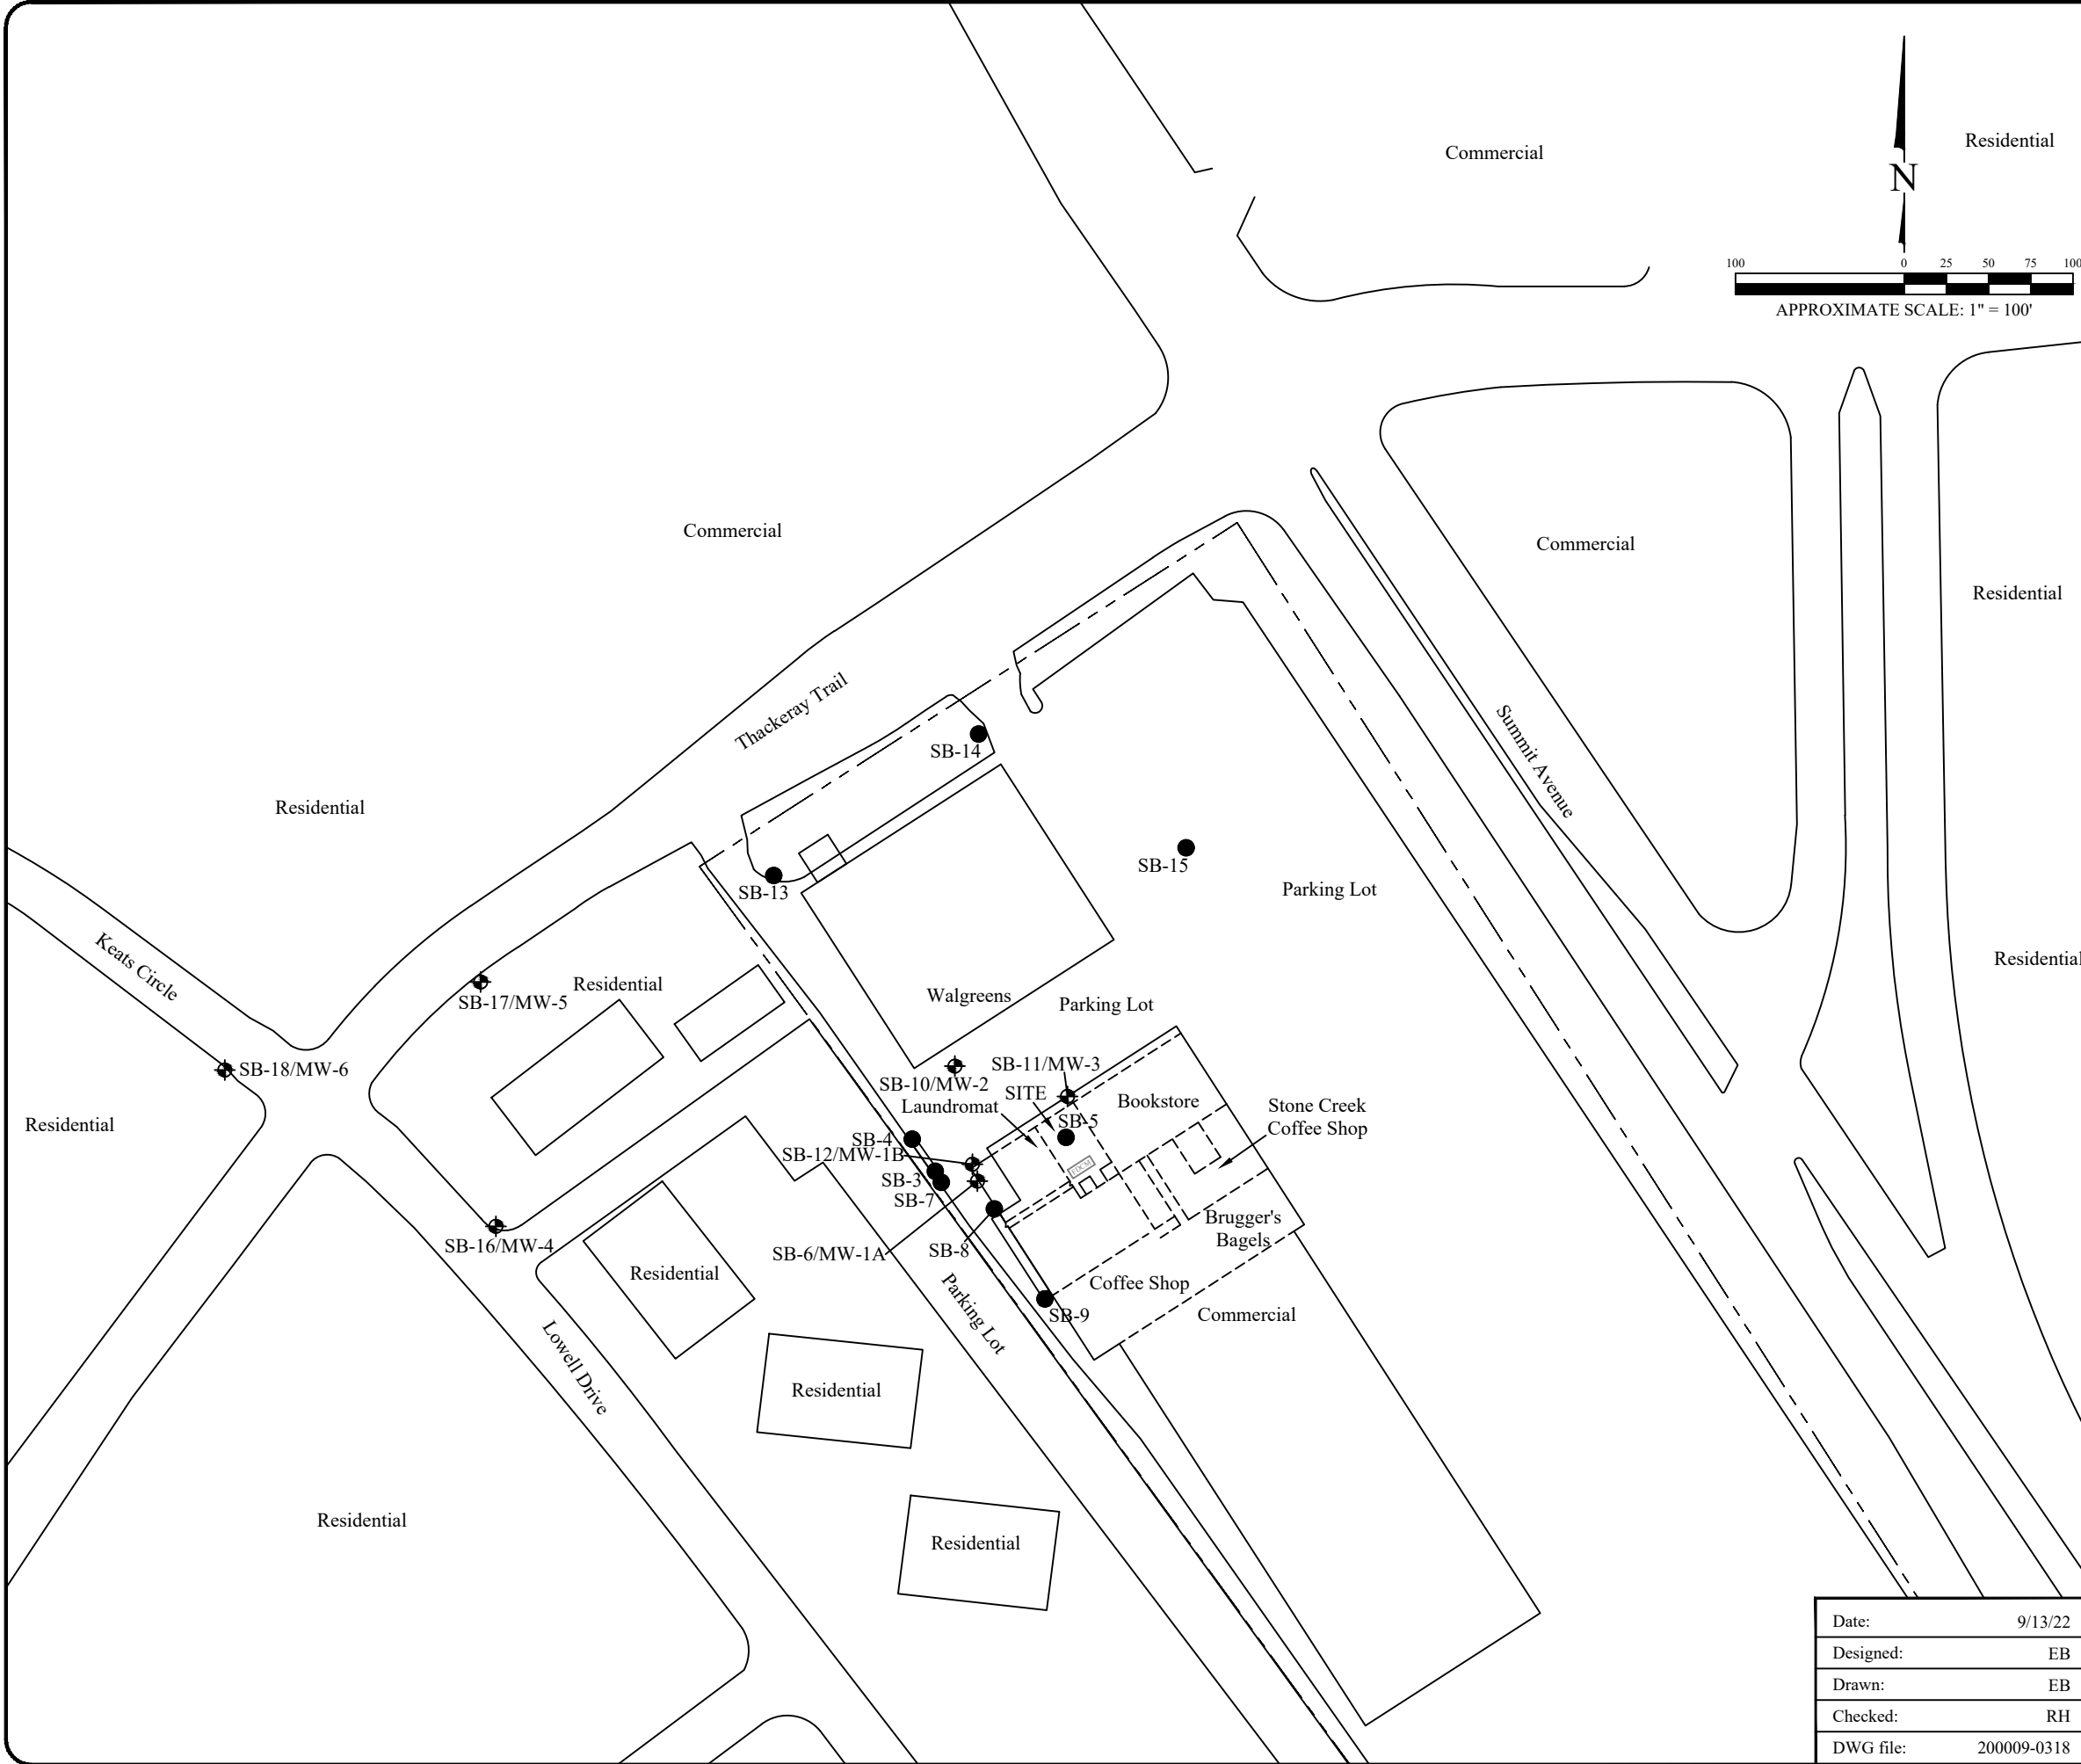 Commercial
Residential
N
100 0 25 50 75 100
APPROXIMATE SCALE: 1" = 100'
Commercial
Commercial
Residential
Thackeray Trail
Summit Avenue
SB-14
Residential
SB-15
SB-13
Parking Lot
Keats Circle
Residential
Residential
Walgreens
Parking Lot
SB-17/MW-5
SB-18/MW-6
SB-11/MW-3
SB-10/MW-2
SITE
Laundromat
Bookstore
Stone Creek
Coffee Shop
SB-5
Residential
SB-4
SB-12/MW-1B
EDCM
SB-3
SB-7
Brugger's
Bagels
SB-16/MW-4
SB-6/MW-1A
SB-8
Residential
Coffee Shop
Parking Lot
SB-9
Commercial
Lowell Drive
Residential
Residential
Residential
Date: 9/13/22
Designed: EB
Drawn: EB
Checked: RH
DWG file: 200009-0318